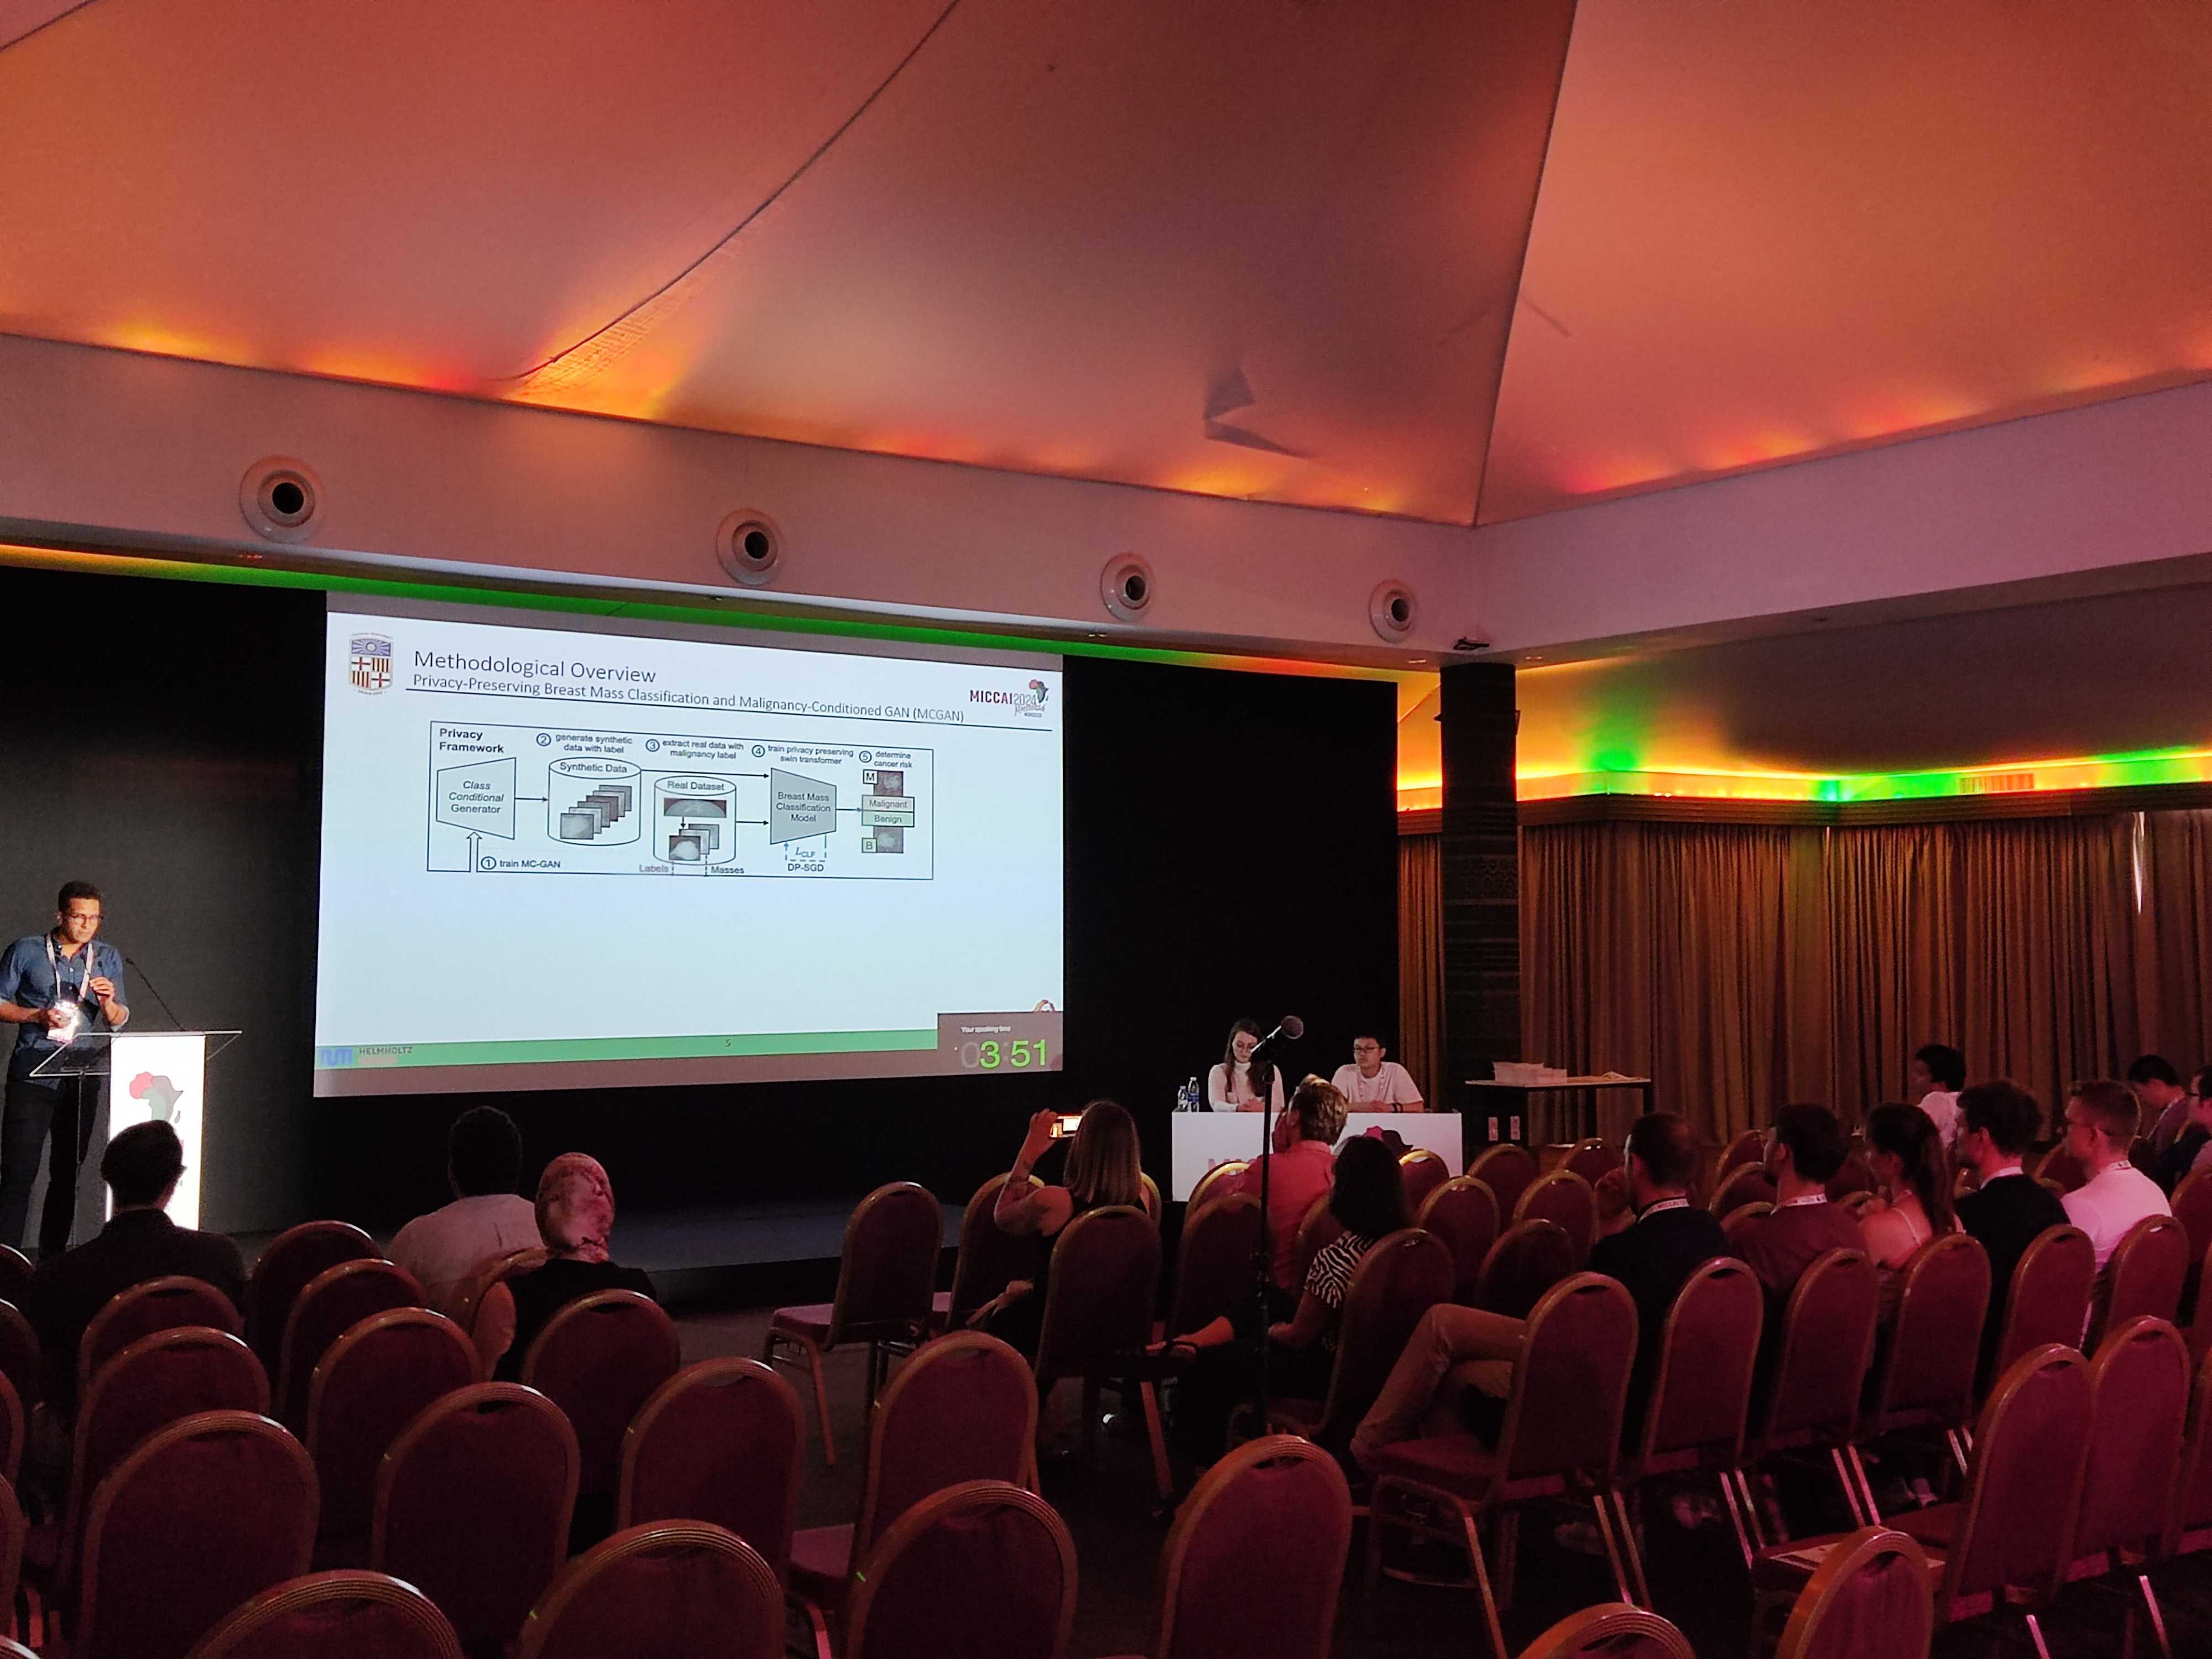 Methodological Overview
Privacy-Preserving Breast Mass Classification and Malignancy-Conditioned GAN (MCGAN)
MICCAI2024
Privacy
Framework
2 generate synthetic
data with label
3 extract real data with
malignancy label
4 train privacy preserving
swin transformer
5 determine
cancer risk
Class
Conditional
Generator
Synthetic Data
Real Dataset
Breast Mass
Classification
Model
M
Malignant
Benign
B
1 train MC-GAN
Labels
Masses
LCLF
DP-SGD
TUM
HELMHOLTZ
5
Your speaking time
03:51